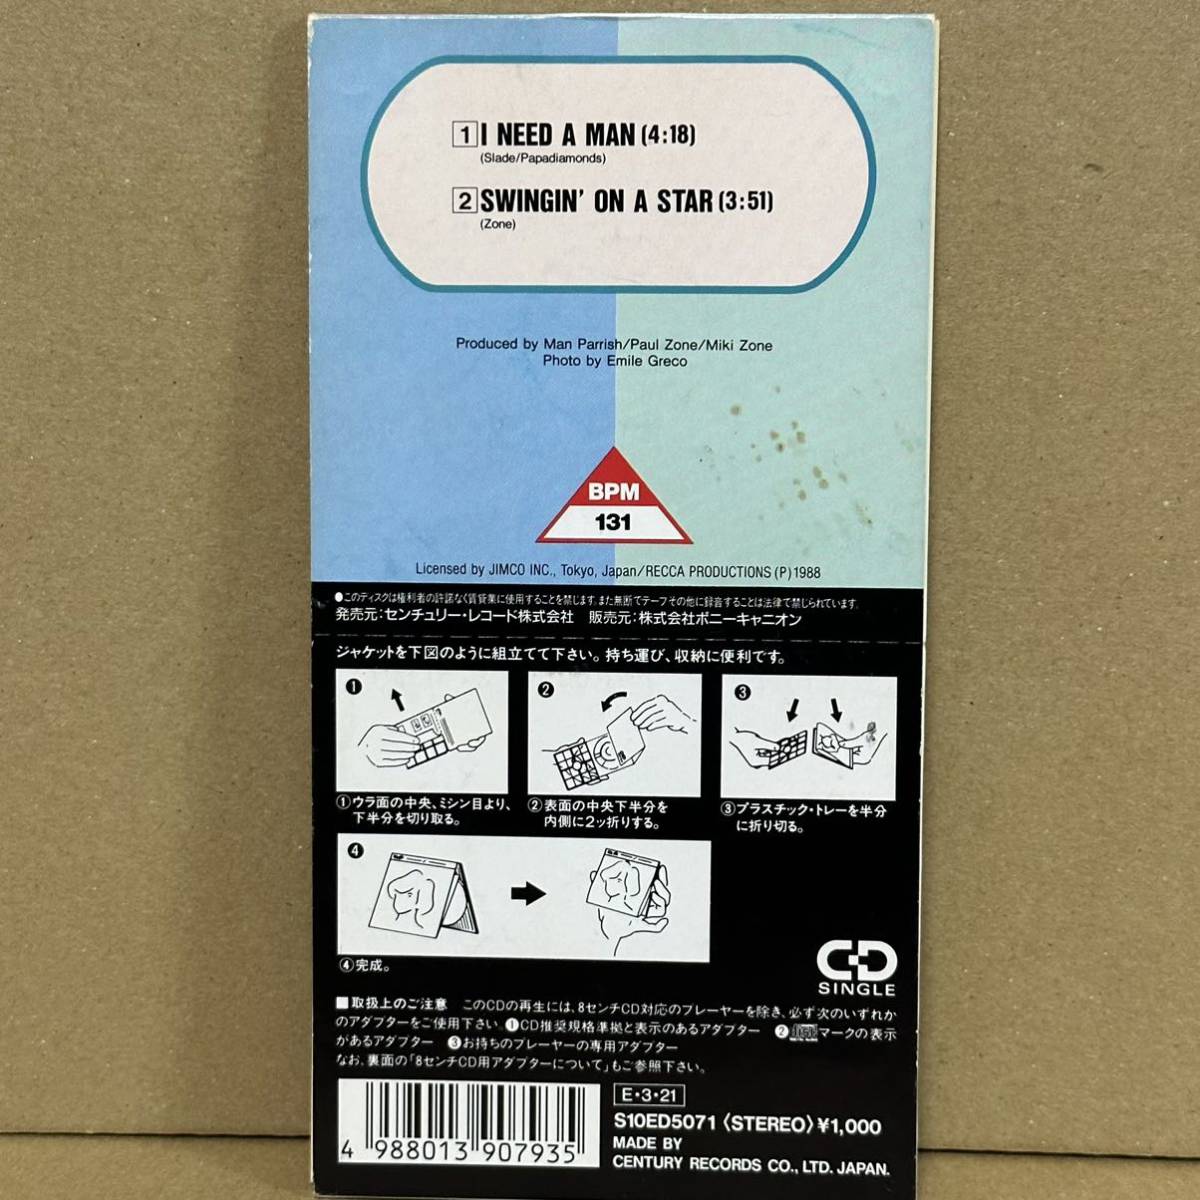 1 I NEED A MAN (4:18)
(Slade/Papadiamonds)
2 SWINGIN' ON A STAR (3:51)
(Zone)
Produced by Man Parrish/Paul Zone/Miki Zone
Photo by Emile Greco
BPM
131
Licensed by JIMCO INC., Tokyo, Japan/RECCA PRODUCTIONS (P) 1988
●このディスクは権利者の許諾なく賃貸業に使用することを禁じます。また無断でテープその他に録音することは法律で禁じられています。
発売元:センチュリー・レコード株式会社 販売元:株式会社ポニーキャニオン
ジャケットを下図のように組立てて下さい。持ち運び、収納に便利です。
❶
❷
❸
①ウラ面の中央、ミシン目より、
下半分を切り取る。
②表面の中央下半分を
内側に2ッ折りする。
③プラスチック・トレーを半分
に折り切る。
❹
④完成。
CD
SINGLE
■取扱上のご注意 このCDの再生には、8センチCD対応のプレーヤーを除き、必ず次のいずれか
のアダプターをご使用下さい。❶CD推奨規格準拠と表示のあるアダプター ❷マークの表示
があるアダプター ❸お持ちのプレーヤーの専用アダプター
なお、裏面の「8センチCD用アダプターについて」もご参照下さい。
E・3・21
S10ED5071 〈STEREO〉 ¥1,000
MADE BY
CENTURY RECORDS CO., LTD. JAPAN.
4 988013 907935